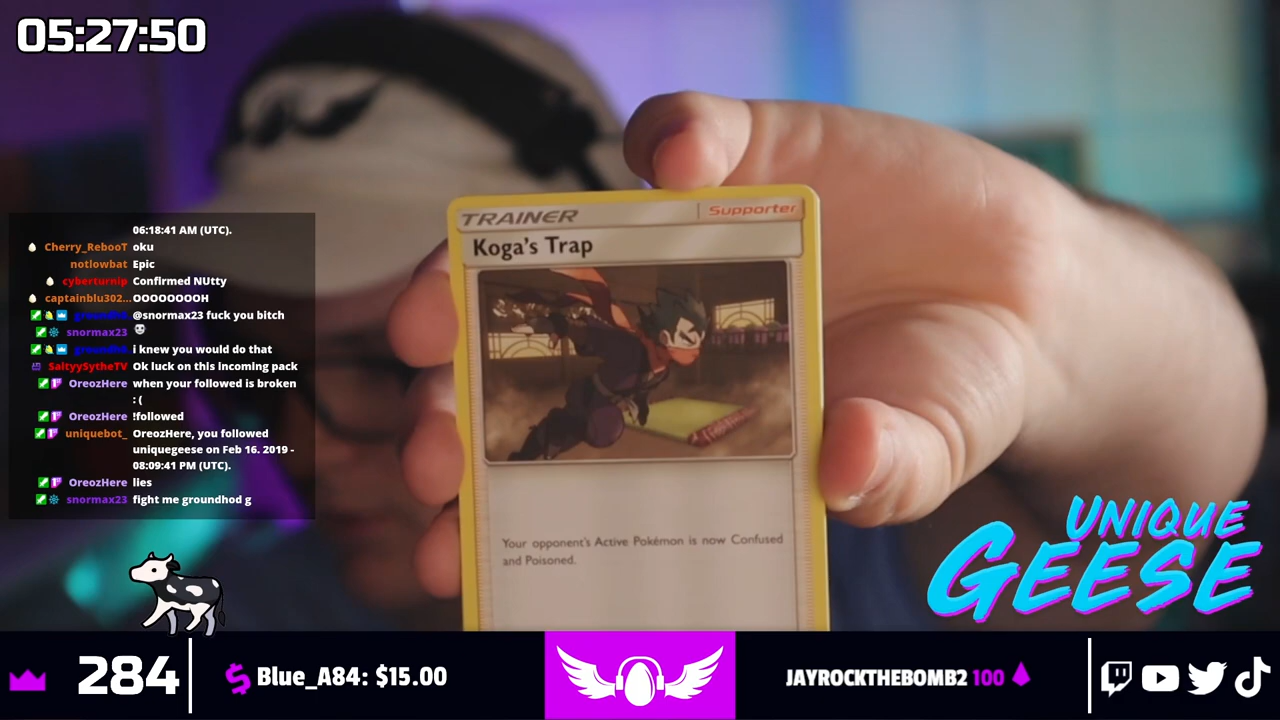 05:27:50
TRAINER
Supporter
Koga's Trap
Your opponent's Active Pokémon is now Confused
and Poisoned.
06:18:41 AM (UTC).
Cherry_RebooT oku
notlowbat Epic
cyberturnip Confirmed NUtty
captainblu302... OOOOOOOOH
@snormax23 fuck you bitch
snormax23
i knew you would do that
SaltyySytheTV Ok luck on this incoming pack
OreozHere when your followed is broken
: (
OreozHere !followed
uniquebot_ OreozHere, you followed
uniquegeese on Feb 16. 2019 -
08:09:41 PM (UTC).
OreozHere lies
snormax23 fight me groundhod g
UNIQUE
GEESE
284
$ Blue_A84: $15.00
JAYROCKTHEBOMB2 100